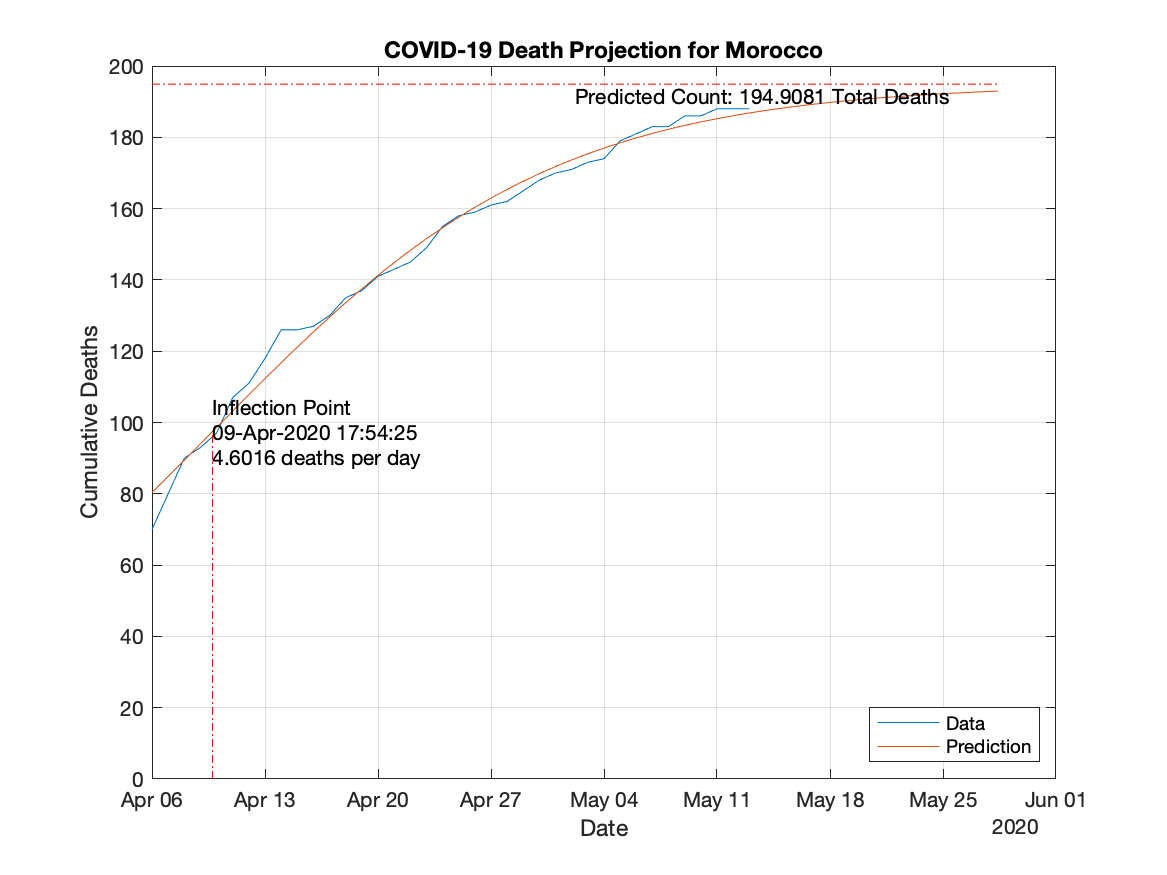 COVID-19 Death Projection for Morocco
200
180
160
140
120
100
80
60
40
20
0
Cumulative Deaths
Predicted Count: 194.9081 Total Deaths
Inflection Point
09-Apr-2020 17:54:25
4.6016 deaths per day
Data
Prediction
Apr 06 Apr 13 Apr 20 Apr 27 May 04 May 11 May 18 May 25 Jun 01
Date
2020